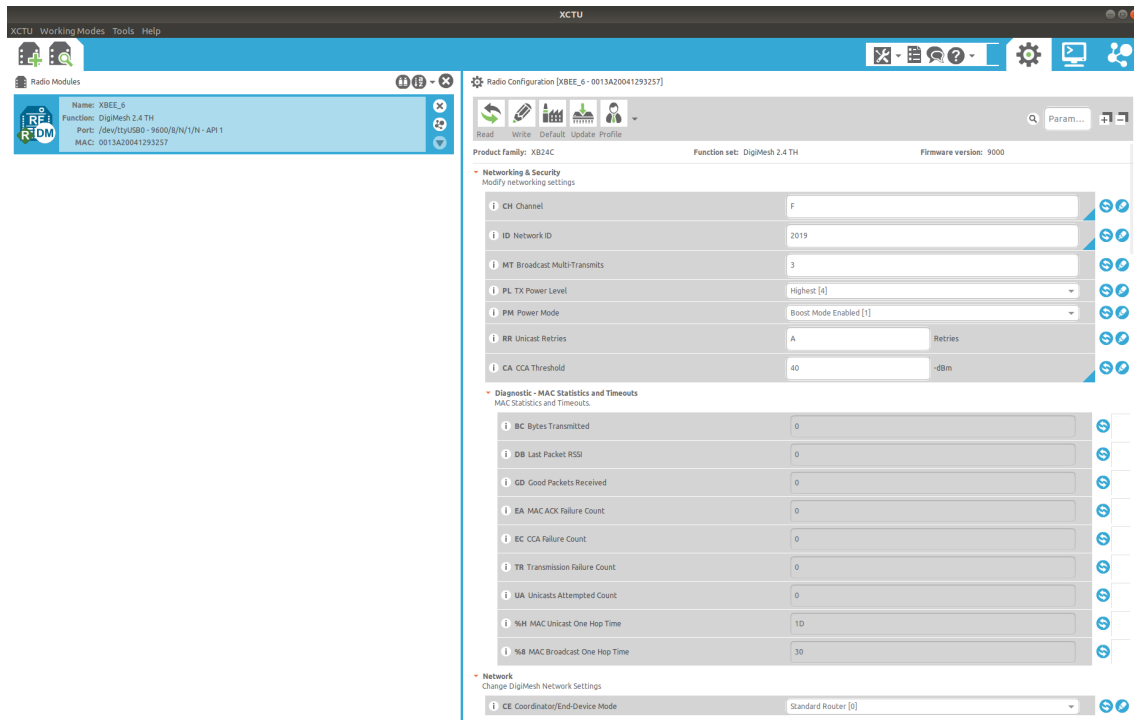 XCTU
XCTU Working Modes Tools Help
Radio Modules
Name: XBEE_6
Function: DigiMesh 2.4 TH
Port: /dev/ttyUSB0 - 9600/8/N/1/N - API 1
MAC: 0013A20041293257
Radio Configuration [XBEE_6 - 0013A20041293257]
Read Write Default Update Profile
Param...
Product family: XB24C Function set: DigiMesh 2.4 TH Firmware version: 9000
Networking & Security
Modify networking settings
i CH Channel F
i ID Network ID 2019
i MT Broadcast Multi-Transmits 3
i PL TX Power Level Highest [4]
i PM Power Mode Boost Mode Enabled [1]
i RR Unicast Retries A Retries
i CA CCA Threshold 40 -dBm
Diagnostic - MAC Statistics and Timeouts
MAC Statistics and Timeouts.
i BC Bytes Transmitted 0
i DB Last Packet RSSI 0
i GD Good Packets Received 0
i EA MAC ACK Failure Count 0
i EC CCA Failure Count 0
i TR Transmission Failure Count 0
i UA Unicasts Attempted Count 0
i %H MAC Unicast One Hop Time 1D
i %8 MAC Broadcast One Hop Time 30
Network
Change DigiMesh Network Settings
i CE Coordinator/End-Device Mode Standard Router [0]